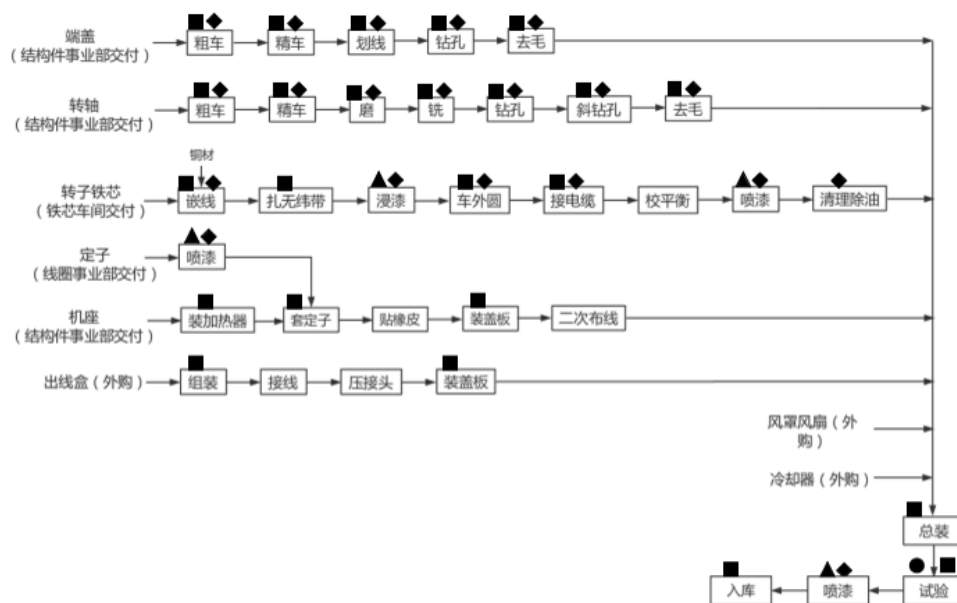 端盖
（结构件事业部交付）
粗车
精车
划线
钻孔
去毛
转轴
（结构件事业部交付）
粗车
精车
磨
铣
钻孔
斜钻孔
去毛
铜材
转子铁芯
（铁芯车间交付）
嵌线
扎无纬带
浸漆
车外圆
接电缆
校平衡
喷漆
清理除油
定子
（线圈事业部交付）
喷漆
机座
（结构件事业部交付）
装加热器
套定子
贴橡皮
装盖板
二次布线
出线盒（外购）
组装
接线
压接头
装盖板
风罩风扇（外
购）
冷却器（外购）
总装
入库
喷漆
试验